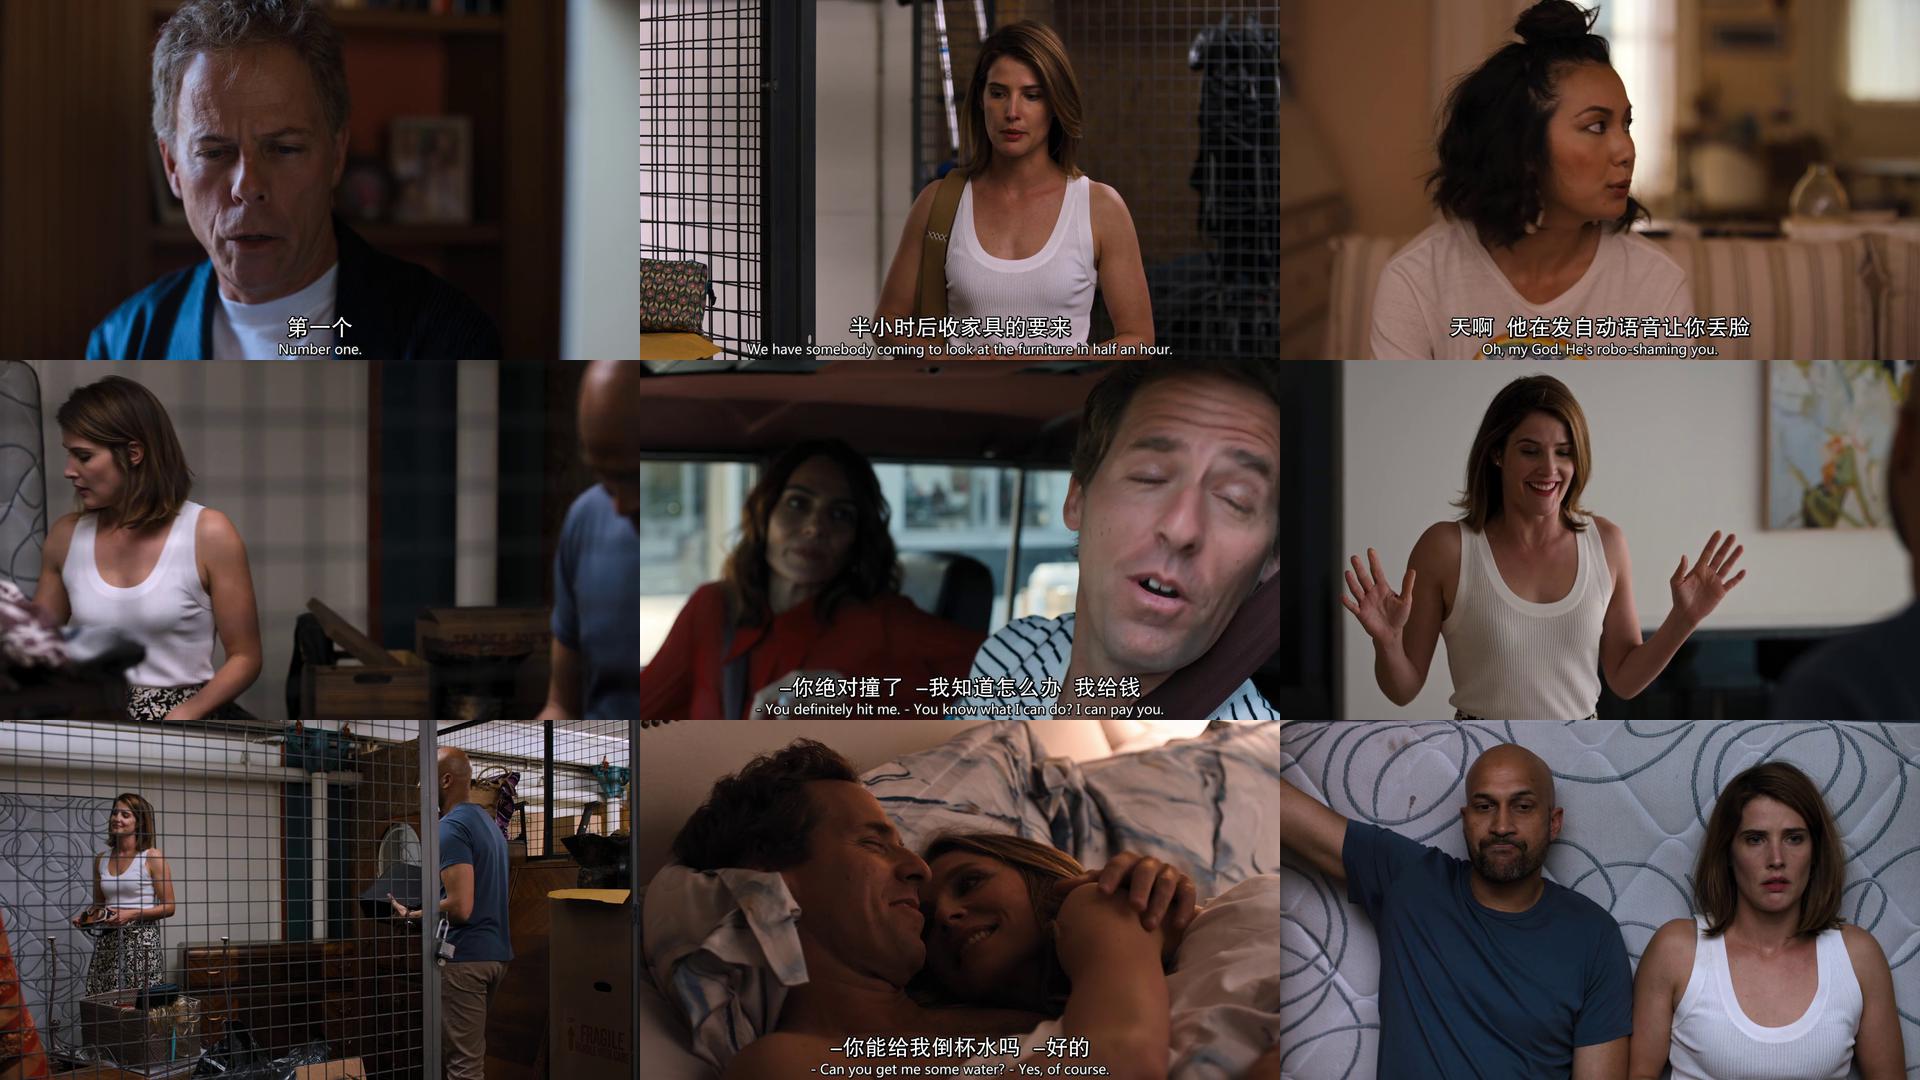 第一个
Number one.
半小时后收家具的要来
We have somebody coming to look at the furniture in half an hour.
天啊 他在发自动语音让你丢脸
Oh, my God. He's robo-shaming you.
–你绝对撞了 –我知道怎么办 我给钱
- You definitely hit me. - You know what I can do? I can pay you.
FRAGILE
–你能给我倒杯水吗 –好的
- Can you get me some water? - Yes, of course.